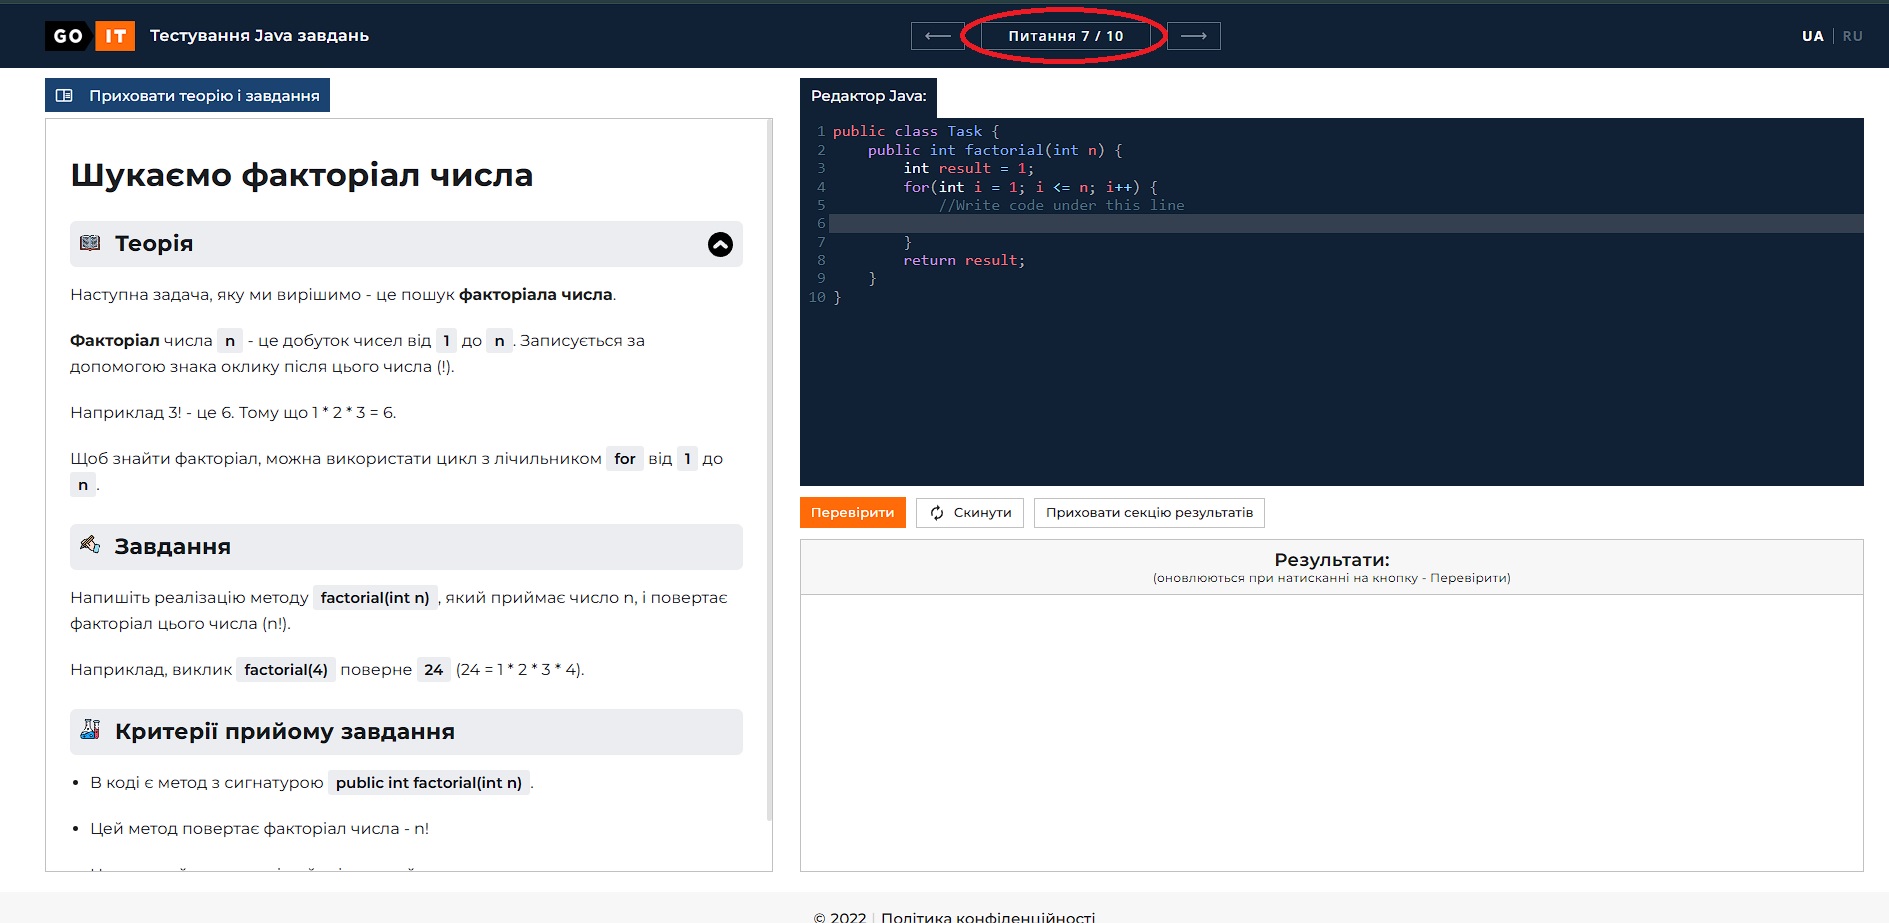 GO IT Тестування Java завдань
Питання 7 / 10
UA | RU
Приховати теорію і завдання
Шукаємо факторіал числа
Теорія
Наступна задача, яку ми вирішимо - це пошук факторіала числа.
Факторіал числа n - це добуток чисел від 1 до n. Записується за
допомогою знака оклику після цього числа (!).
Наприклад 3! - це 6. Тому що 1 * 2 * 3 = 6.
Щоб знайти факторіал, можна використати цикл з лічильником for від 1 до
n.
Завдання
Напишіть реалізацію методу factorial(int n), який приймає число n, і повертає
факторіал цього числа (n!).
Наприклад, виклик factorial(4) поверне 24 (24 = 1 * 2 * 3 * 4).
Критерії прийому завдання
• В коді є метод з сигнатурою public int factorial(int n).
• Цей метод повертає факторіал числа - n!
Редактор Java:
1 public class Task {
2 public int factorial(int n) {
3 int result = 1;
4 for(int i = 1; i <= n; i++) {
5 //Write code under this line
6
7 }
8 return result;
9 }
10 }
Перевірити
Скинути
Приховати секцію результатів
Результати:
(оновлюються при натисканні на кнопку - Перевірити)
© 2022 | Політика конфіденційності